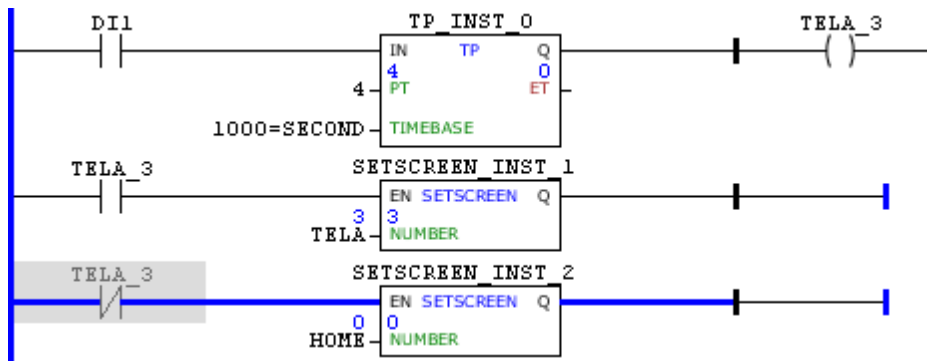 DI1 TP_INST_0 TELA_3
IN TP Q
4 0
4 PT ET
1000=SECOND TIMEBASE
TELA_3 SETSCREEN_INST_1
EN SETSCREEN Q
3 3
TELA NUMBER
TELA_3 SETSCREEN_INST_2
EN SETSCREEN Q
0 0
HOME NUMBER